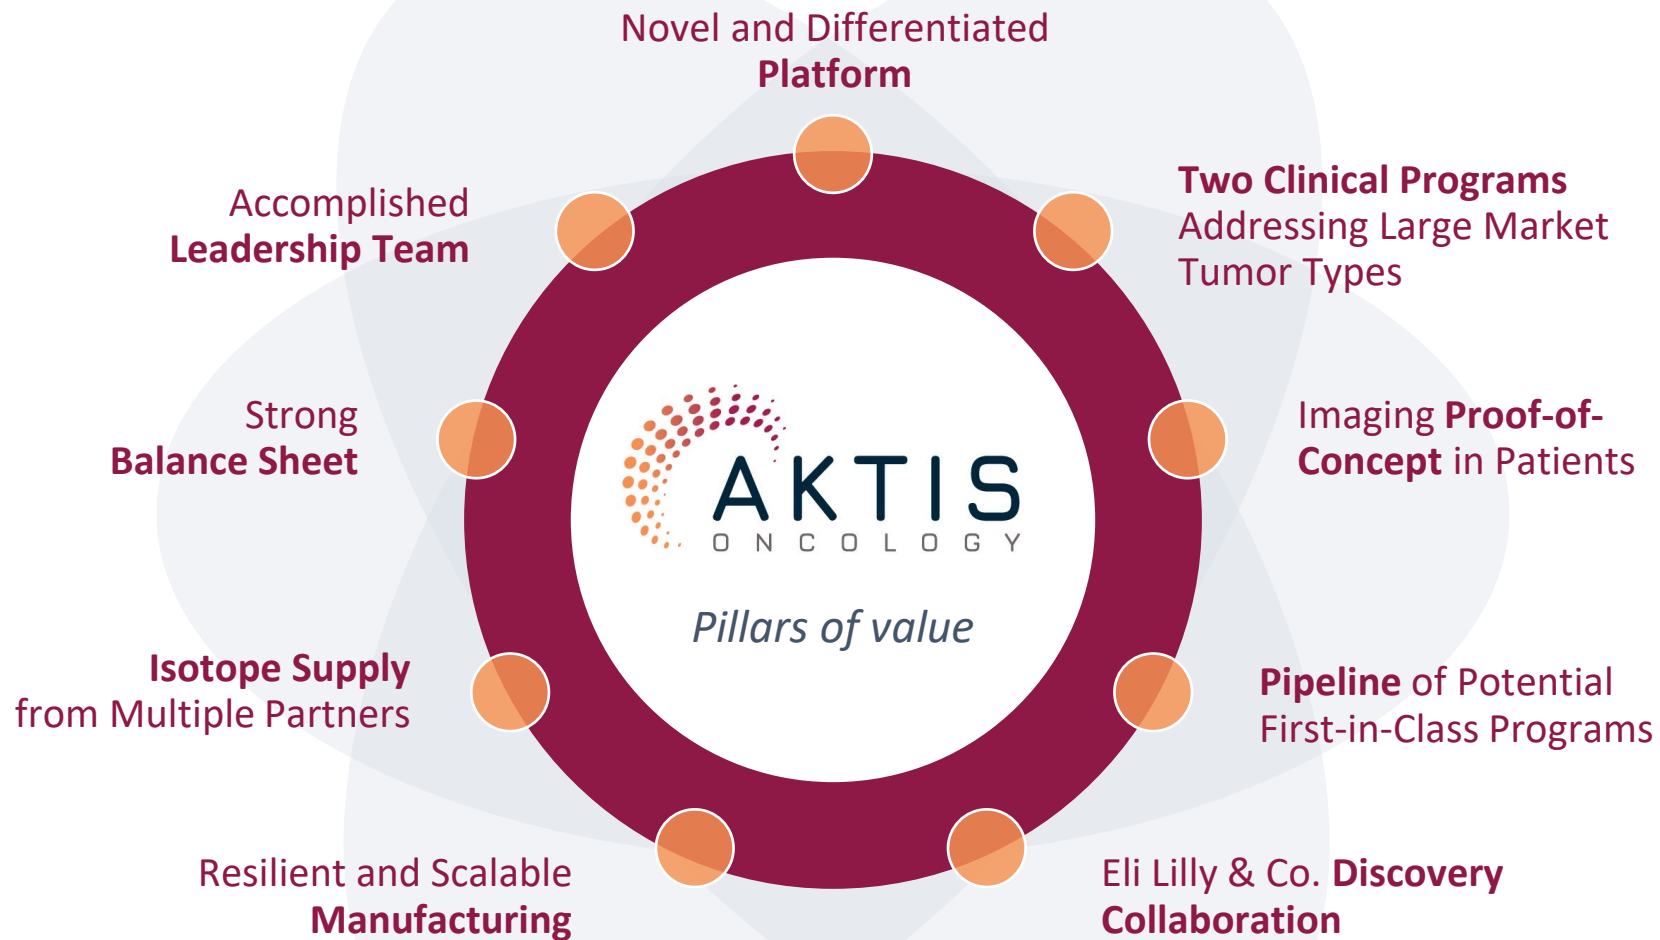 Novel and Differentiated
Platform
Two Clinical Programs
Addressing Large Market
Tumor Types
Imaging Proof-of-
Concept in Patients
Pipeline of Potential
First-in-Class Programs
Eli Lilly & Co. Discovery
Collaboration
Resilient and Scalable
Manufacturing
Isotope Supply
from Multiple Partners
Strong
Balance Sheet
Accomplished
Leadership Team
AKTIS
ONCOLOGY
Pillars of value